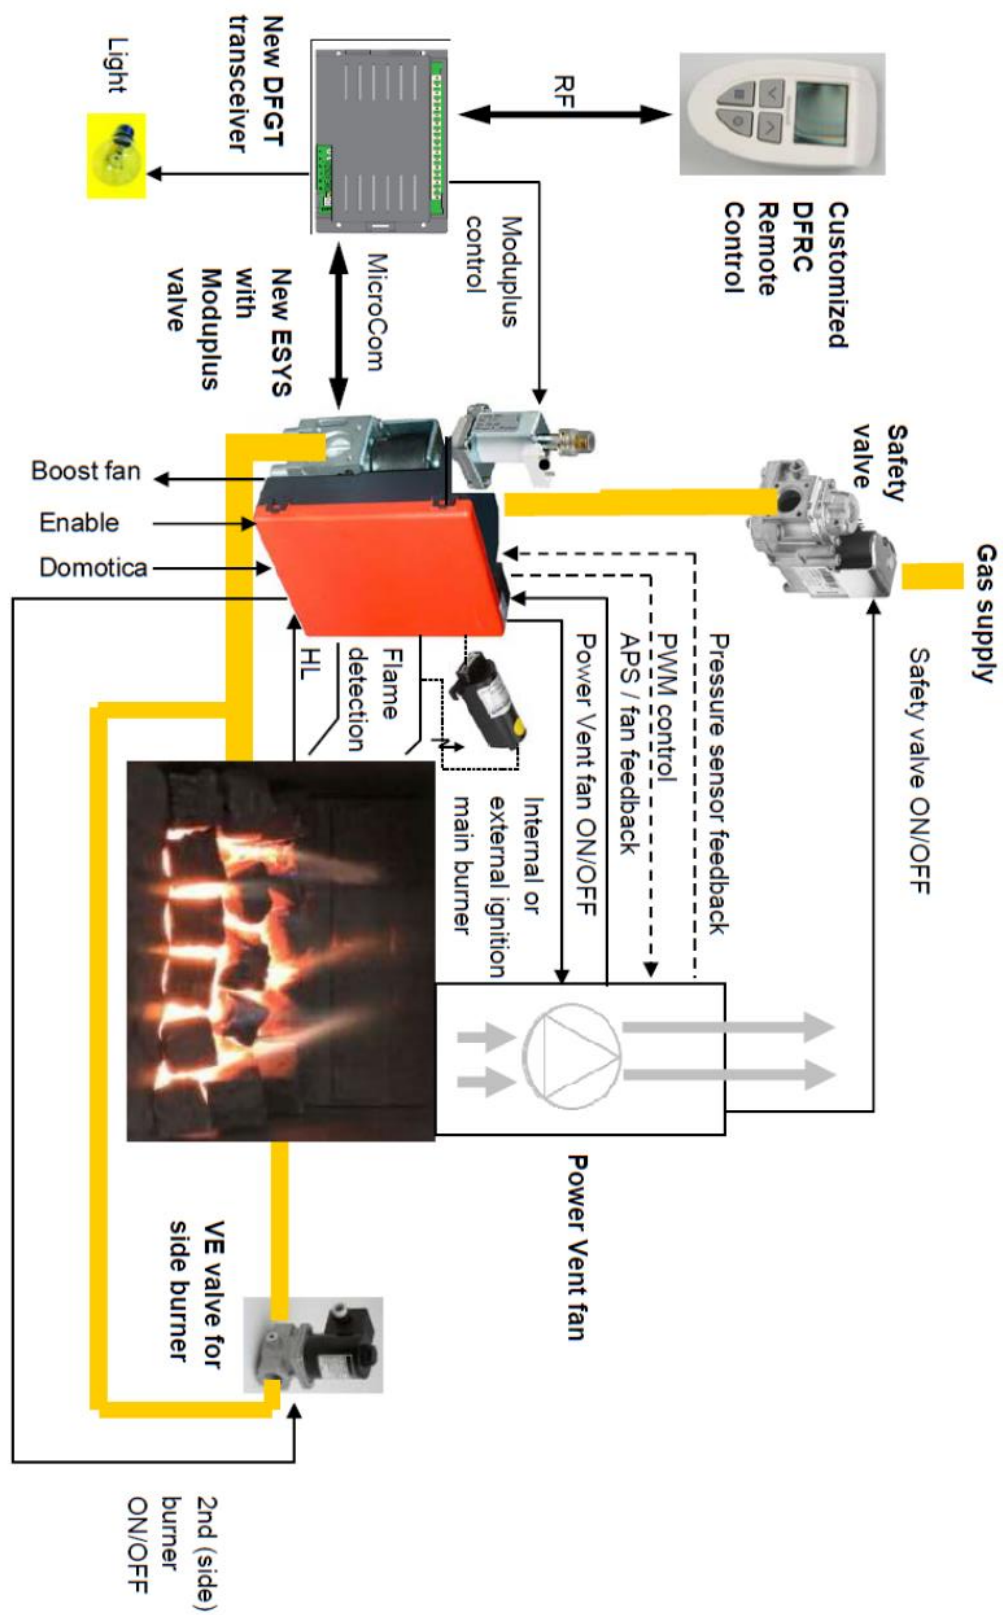 Customized
DFRC
Remote
Control
RF
New DFGT
transceiver
Light
Moduplus
control
MicroCom
New ESYS
with
Moduplus
valve
Safety
valve
Gas supply
Safety valve ON/OFF
Boost fan
Enable
Domotica
Pressure sensor feedback
PWM control
APS / fan feedback
Power Vent fan ON/OFF
Flame
detection
HL
Internal or
external ignition
main burner
Power Vent fan
VE valve for
side burner
2nd (side)
burner
ON/OFF